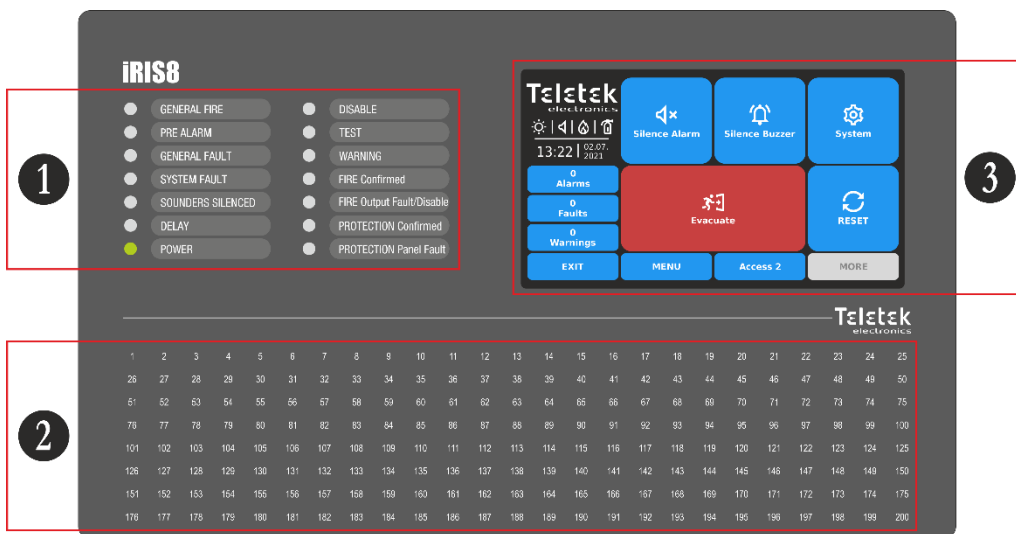 iRIS8
1
GENERAL FIRE
PRE ALARM
GENERAL FAULT
SYSTEM FAULT
SOUNDERS SILENCED
DELAY
POWER
DISABLE
TEST
WARNING
FIRE Confirmed
FIRE Output Fault/Disable
PROTECTION Confirmed
PROTECTION Panel Fault
Teletek
electronics
13:22 02.07.
2021
0
Alarms
0
Faults
0
Warnings
EXIT
Silence Alarm
Silence Buzzer
System
Evacuate
RESET
MENU
Access 2
MORE
3
Teletek
electronics
2
1 2 3 4 5 6 7 8 9 10 11 12 13 14 15 16 17 18 19 20 21 22 23 24 25
26 27 28 29 30 31 32 33 34 35 36 37 38 39 40 41 42 43 44 45 46 47 48 49 50
51 52 53 54 55 56 57 58 59 60 61 62 63 64 65 66 67 68 69 70 71 72 73 74 75
76 77 78 79 80 81 82 83 84 85 86 87 88 89 90 91 92 93 94 95 96 97 98 99 100
101 102 103 104 105 106 107 108 109 110 111 112 113 114 115 116 117 118 119 120 121 122 123 124 125
126 127 128 129 130 131 132 133 134 135 136 137 138 139 140 141 142 143 144 145 146 147 148 149 150
151 152 153 154 155 156 157 158 159 160 161 162 163 164 165 166 167 168 169 170 171 172 173 174 175
176 177 178 179 180 181 182 183 184 185 186 187 188 189 190 191 192 193 194 195 196 197 198 199 200